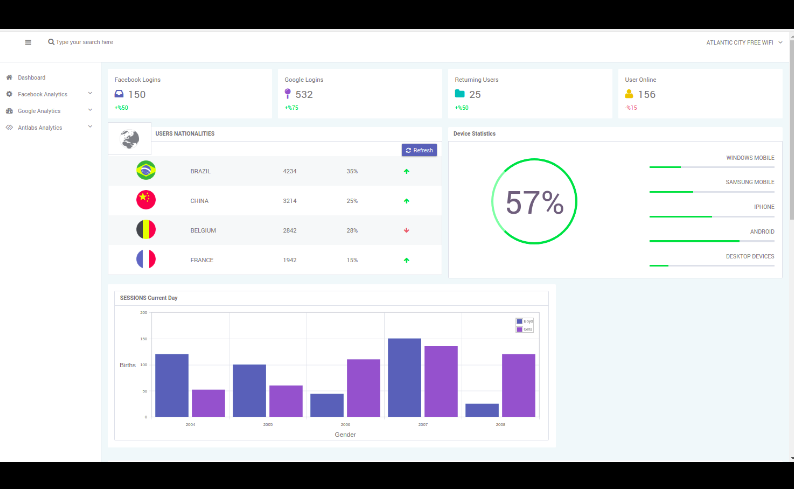 Type your search here
ATLANTIC CITY FREE WIFI
Dashboard
Facebook Analytics
Google Analytics
Antlabs Analytics
Facebook Logins
150
+%50
Google Logins
532
+%75
Returning Users
25
+%50
User Online
156
-%15
USERS NATIONALITIES
Refresh
BRAZIL 4234 35%
CHINA 3214 25%
BELGIUM 2842 28%
FRANCE 1942 15%
Device Statistics
57%
WINDOWS MOBILE
SAMSUNG MOBILE
IPHONE
ANDROID
DESKTOP DEVICES
SESSIONS Current Day
200
150
100
50
0
Births
2004 2005 2006 2007 2008
Gender